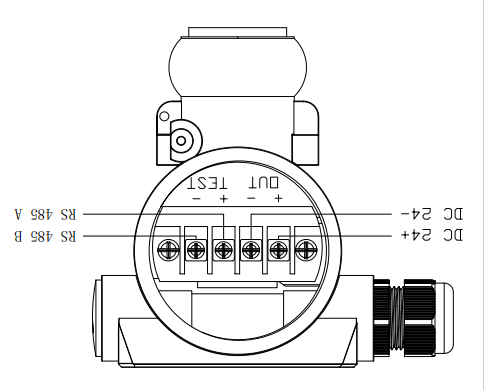 TEST OUT
− + − +
RS 485 A
DC 24-
RS 485 B
DC 24+